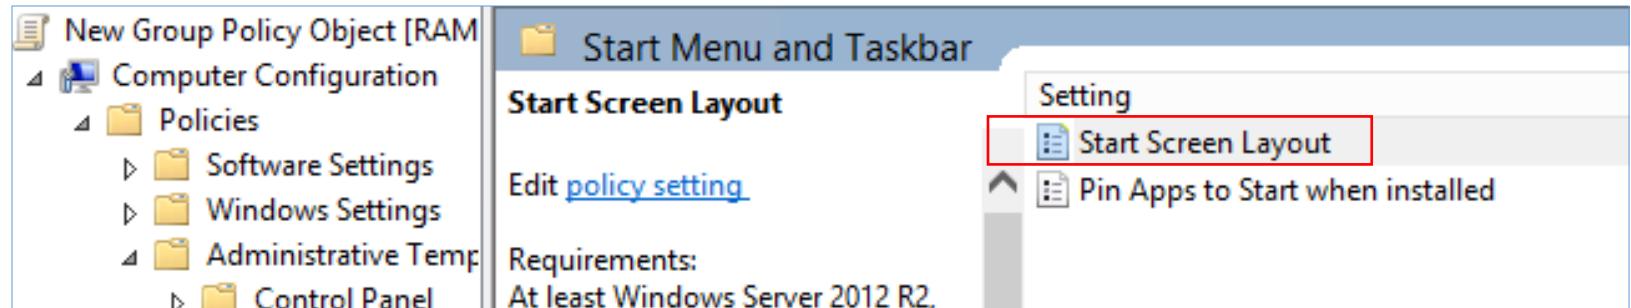 New Group Policy Object [RAM
Computer Configuration
Policies
Software Settings
Windows Settings
Administrative Temp
Control Panel
Start Menu and Taskbar
Start Screen Layout
Edit policy setting
Requirements:
At least Windows Server 2012 R2,
Setting
Start Screen Layout
Pin Apps to Start when installed